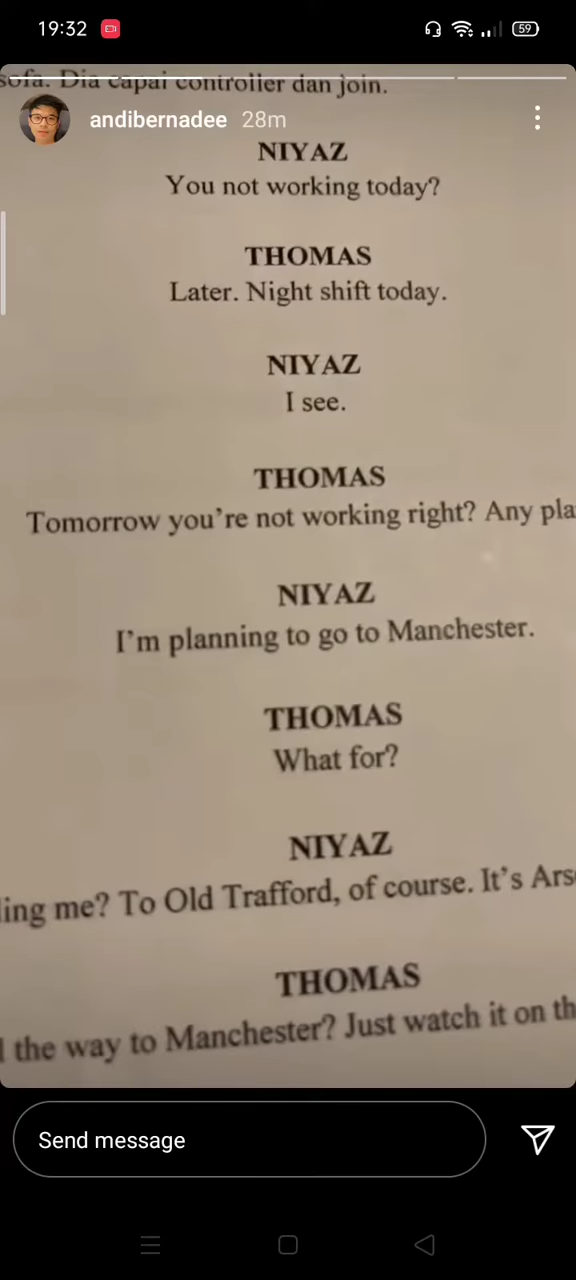 19:32
59
sofa. Dia capai controller dan join.
andibernadee 28m
NIYAZ
You not working today?
THOMAS
Later. Night shift today.
NIYAZ
I see.
THOMAS
Tomorrow you're not working right? Any pla
NIYAZ
I'm planning to go to Manchester.
THOMAS
What for?
NIYAZ
ing me? To Old Trafford, of course. It's Ars
THOMAS
the way to Manchester? Just watch it on th
Send message